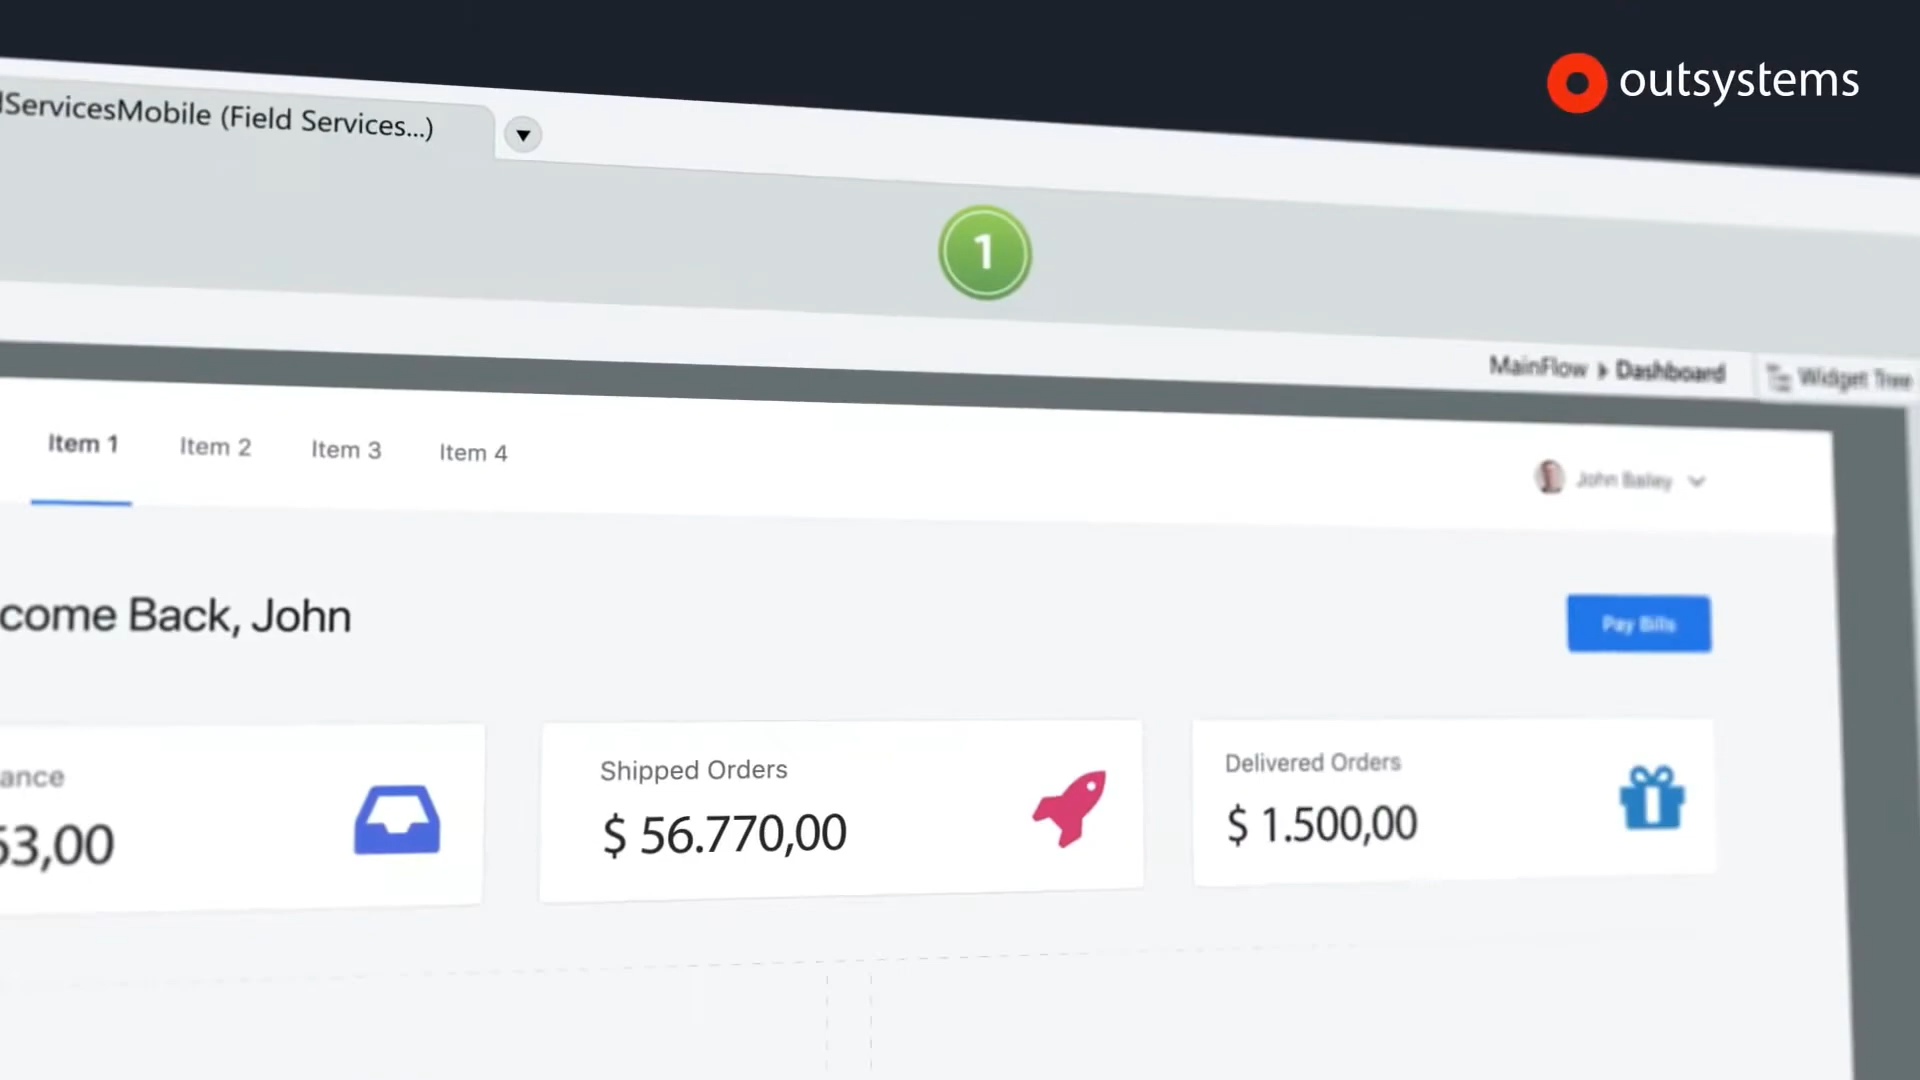 outsystems
lServicesMobile (Field Services...)
1
MainFlow Dashboard
Widget Tree
Item 1 Item 2 Item 3 Item 4
John Bailey
come Back, John
Pay Bills
ance
53,00
Shipped Orders
$ 56.770,00
Delivered Orders
$ 1.500,00